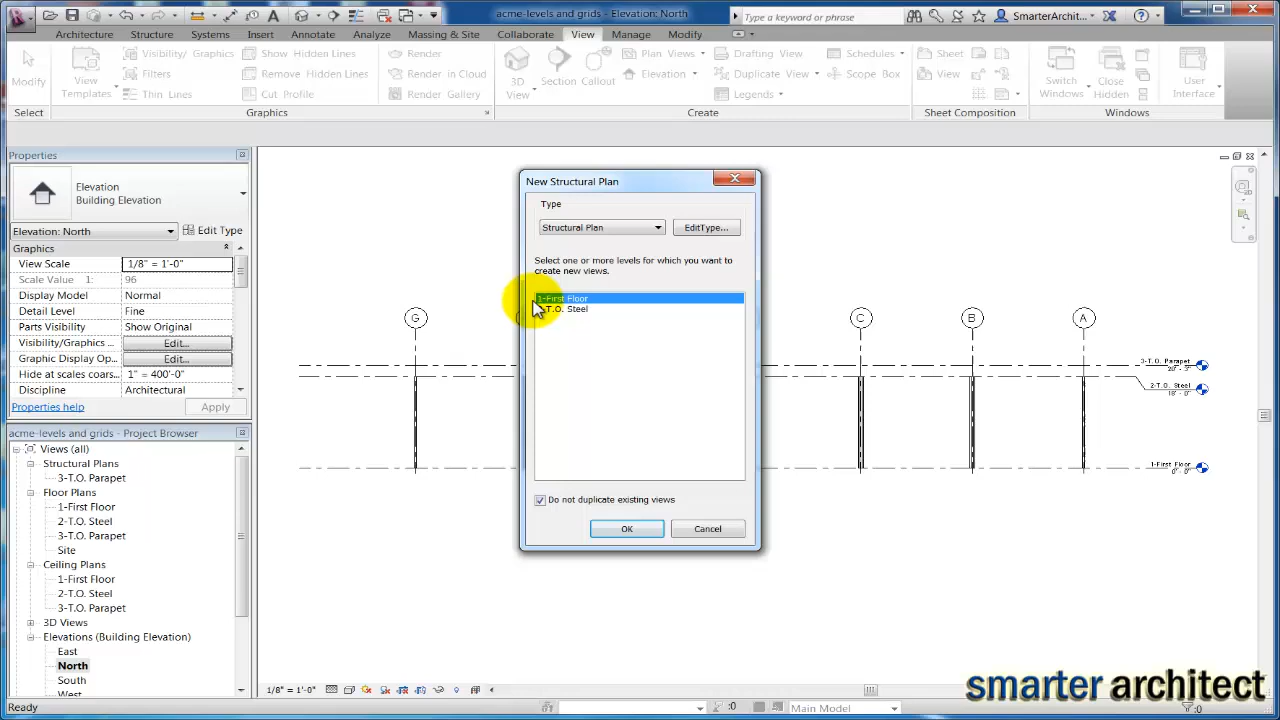 acme-levels and grids - Elevation: North
Type a keyword or phrase
SmarterArchit...
Architecture Structure Systems Insert Annotate Analyze Massing & Site Collaborate View Manage Modify
Modify
View Templates
Visibility/ Graphics
Filters
Thin Lines
Show Hidden Lines
Remove Hidden Lines
Cut Profile
Render
Render in Cloud
Render Gallery
3D View
Section
Callout
Plan Views
Elevation
Drafting View
Duplicate View
Legends
Schedules
Scope Box
Sheet
View
Switch Windows
Close Hidden
User Interface
Select Graphics Create Sheet Composition Windows
Properties
Elevation
Building Elevation
Elevation: North
Edit Type
Graphics
View Scale 1/8" = 1'-0"
Scale Value 1: 96
Display Model Normal
Detail Level Fine
Parts Visibility Show Original
Visibility/Graphics Edit...
Graphic Display Op... Edit...
Hide at scales coars... 1" = 400'-0"
Discipline Architectural
Properties help
Apply
acme-levels and grids - Project Browser
Views (all)
Structural Plans
3-T.O. Parapet
Floor Plans
1-First Floor
2-T.O. Steel
3-T.O. Parapet
Site
Ceiling Plans
1-First Floor
2-T.O. Steel
3-T.O. Parapet
3D Views
Elevations (Building Elevation)
East
North
South
West
New Structural Plan
Type
Structural Plan
EditType...
Select one or more levels for which you want to
create new views.
1-First Floor
T.O. Steel
Do not duplicate existing views
OK
Cancel
G
C
B
A
3-T.O. Parapet
2-T.O. Steel
18' - 0"
1-First Floor
0' - 0"
1/8" = 1'-0"
Ready
:0
Main Model
:0
smarter architect